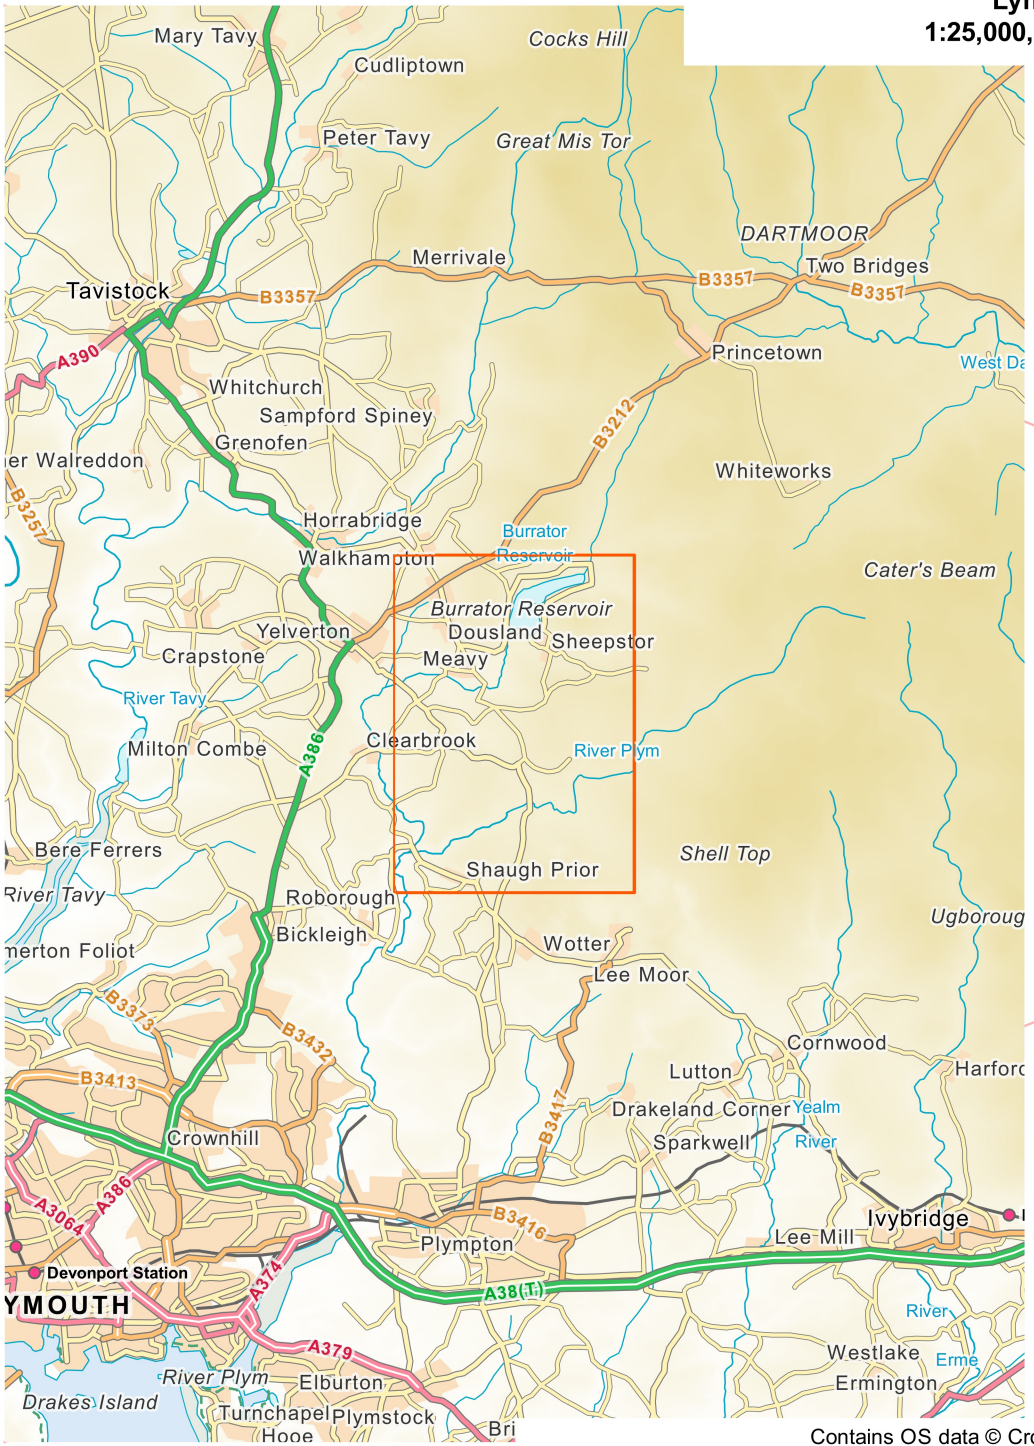 Lyn
1:25,000,
Mary Tavy
Cocks Hill
Cudliptown
Peter Tavy
Great Mis Tor
DARTMOOR
Merrivale
Two Bridges
Tavistock
B3357
B3357
B3357
A390
Princetown
West Da
Whitchurch
Sampford Spiney
B3212
Grenofen
er Walreddon
Whiteworks
B3257
Horrabridge
Burrator
Reservoir
Walkhampton
Cater's Beam
Burrator Reservoir
Yelverton
Dousland
Sheepstor
Crapstone
Meavy
River Tavy
A386
Clearbrook
Milton Combe
River Plym
Bere Ferrers
Shell Top
Shaugh Prior
River Tavy
Roborough
Ugboroug
Bickleigh
Wotter
merton Foliot
Lee Moor
B3373
B3432
Cornwood
Harford
B3413
Lutton
Drakeland Corner
Yealm
River
B3417
Crownhill
Sparkwell
A386
A3064
B3416
Ivybridge
Plympton
Lee Mill
Devonport Station
A374
A38(T)
YMOUTH
River
A379
Westlake
Erme
River Plym
Elburton
Ermington
Drakes Island
Turnchapel
Plymstock
Hooe
Bri
Contains OS data © Cro